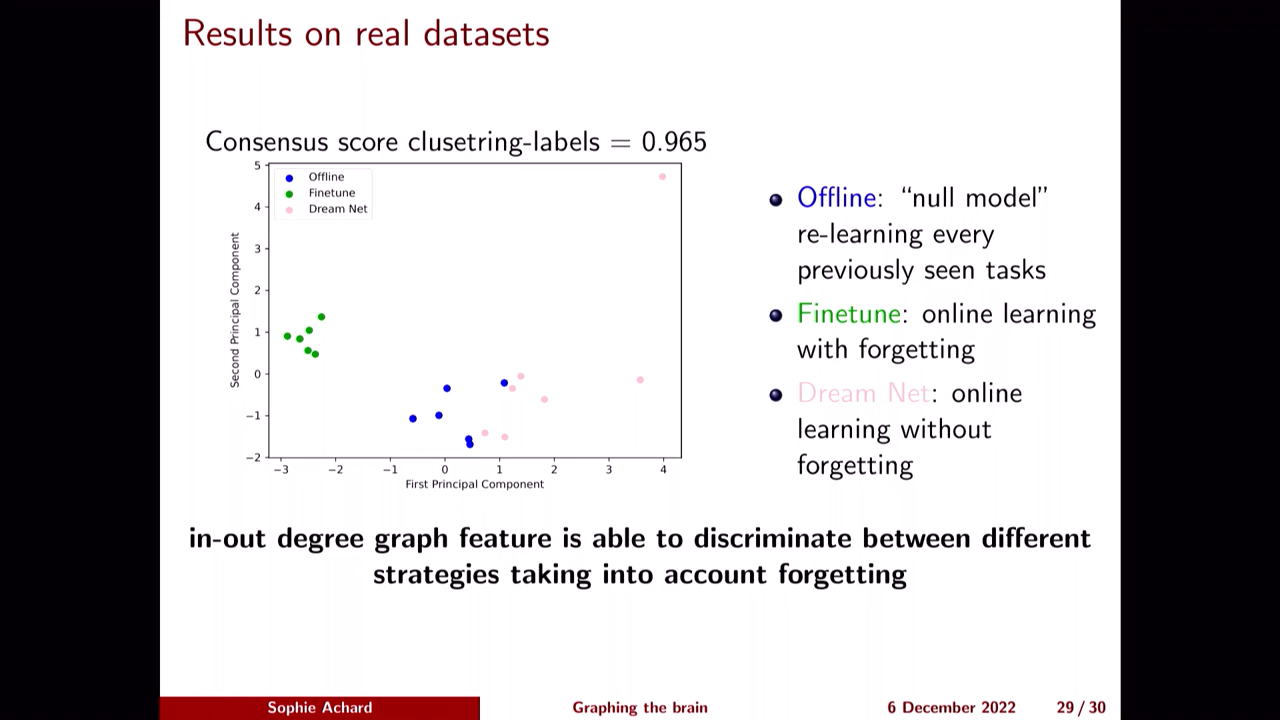 Results on real datasets
Consensus score clusetring-labels = 0.965
5
4
3
2
1
0
−1
−2
Second Principal Component
Offline
Finetune
Dream Net
−3
−2
−1
0
1
2
3
4
First Principal Component
Offline: “null model”
re-learning every
previously seen tasks
Finetune: online learning
with forgetting
Dream Net: online
learning without
forgetting
in-out degree graph feature is able to discriminate between different
strategies taking into account forgetting
Sophie Achard
Graphing the brain
6 December 2022
29 / 30